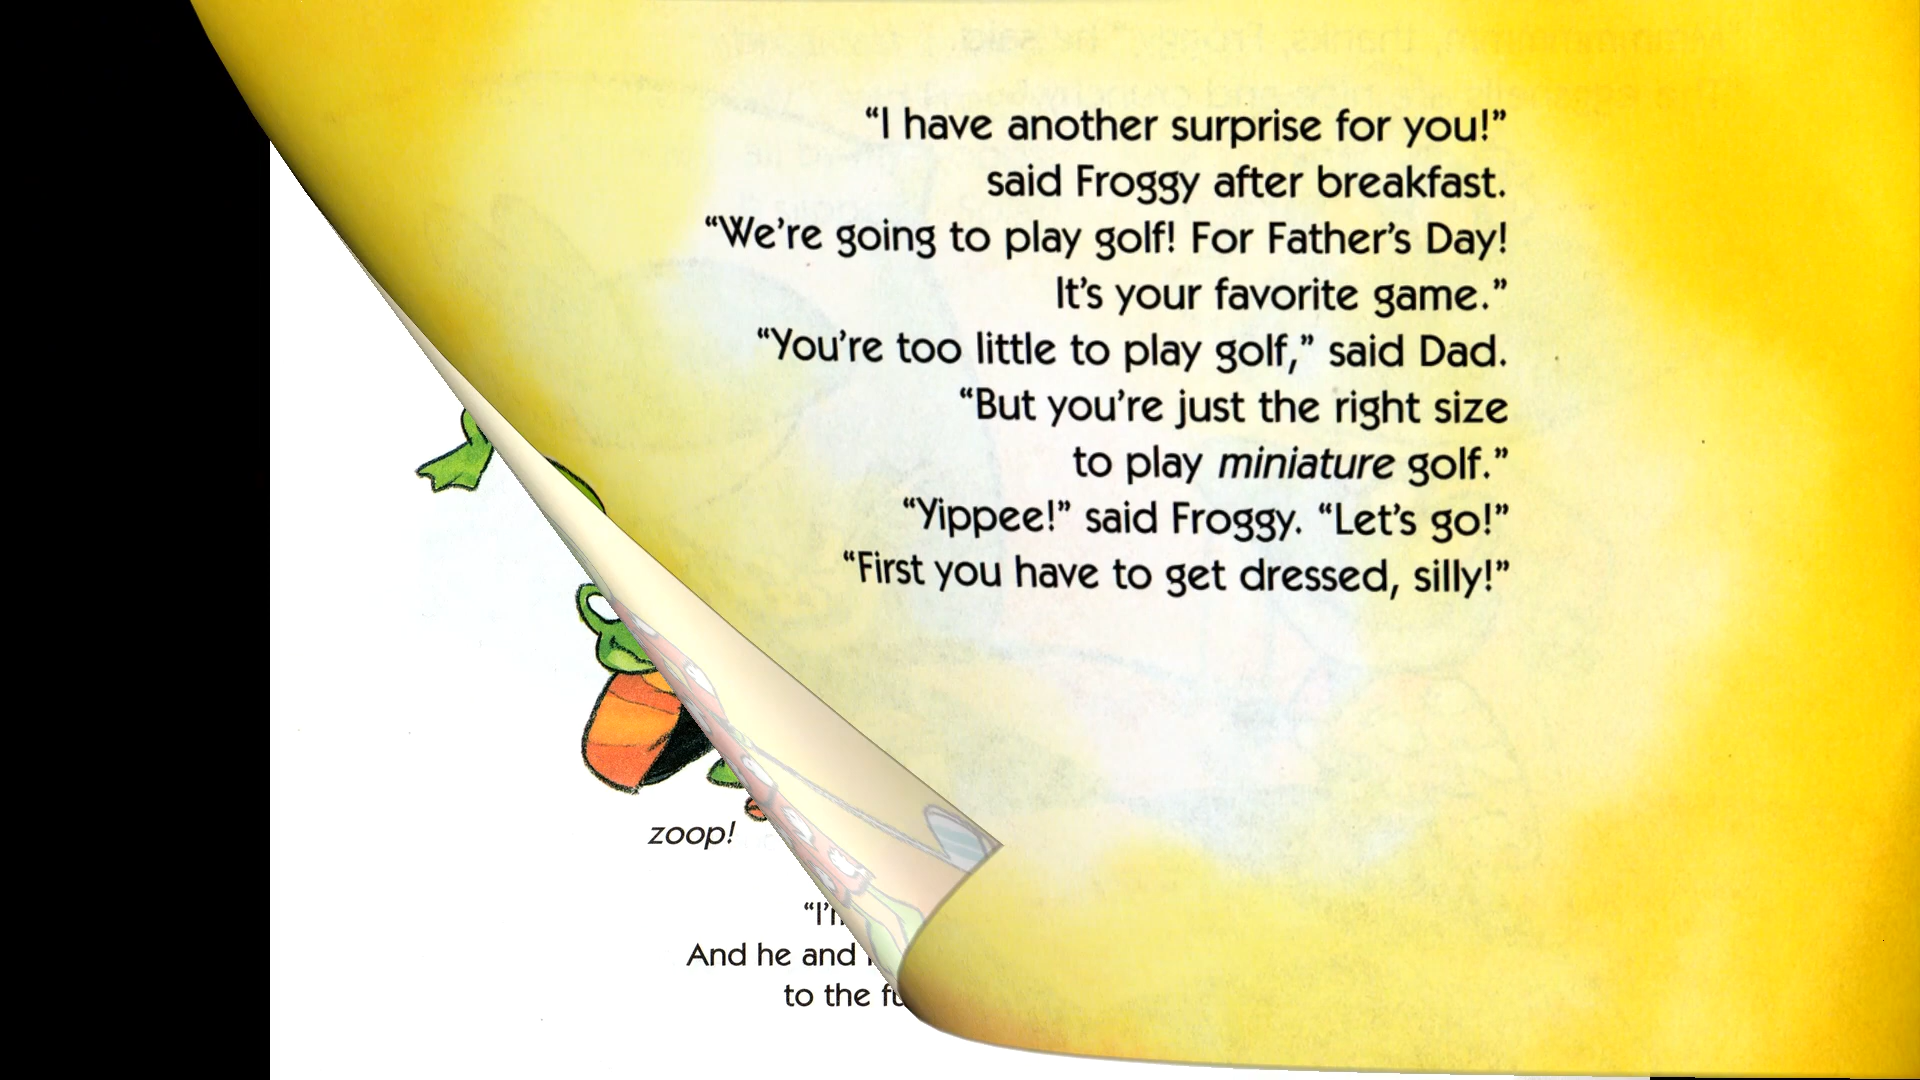 “I have another surprise for you!”
said Froggy after breakfast.
“We’re going to play golf! For Father’s Day!
It’s your favorite game.”
“You’re too little to play golf,” said Dad.
“But you’re just the right size
to play miniature golf.”
“Yippee!” said Froggy. “Let’s go!”
“First you have to get dressed, silly!”
zoop!
And he and
to the